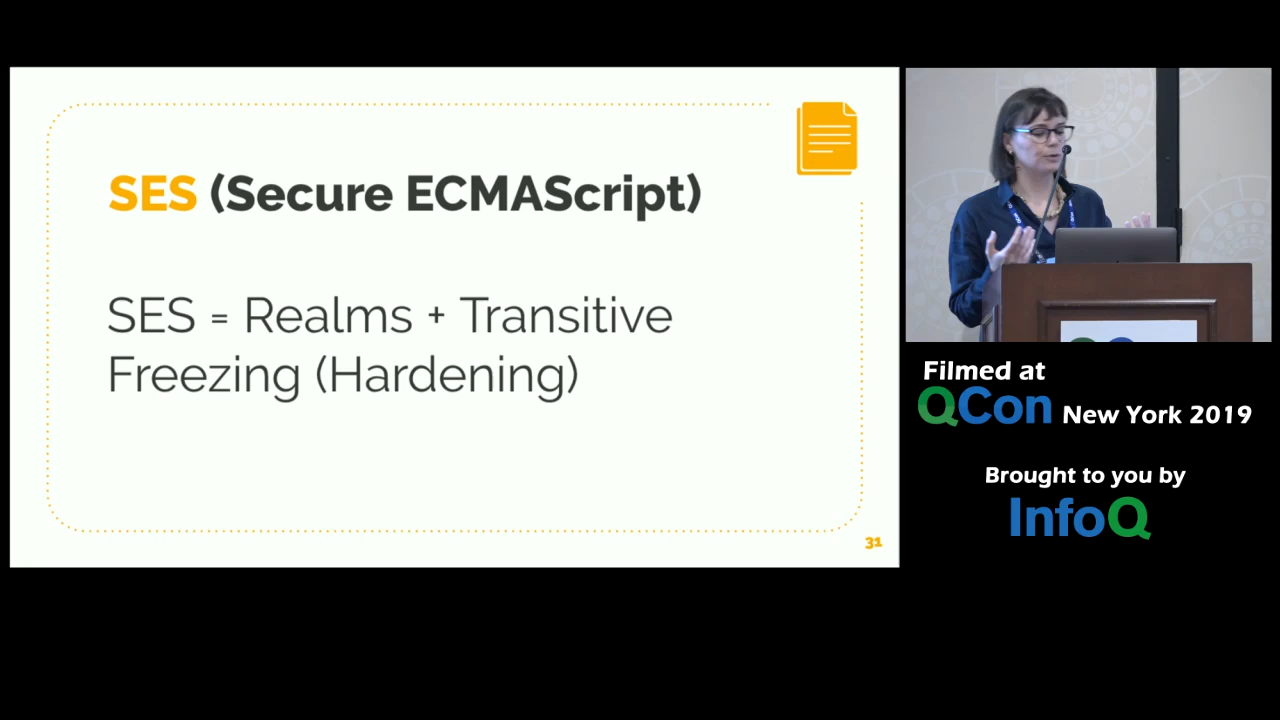 SES (Secure ECMAScript)
SES = Realms + Transitive
Freezing (Hardening)
31
Filmed at
QCon New York 2019
Brought to you by
InfoQ